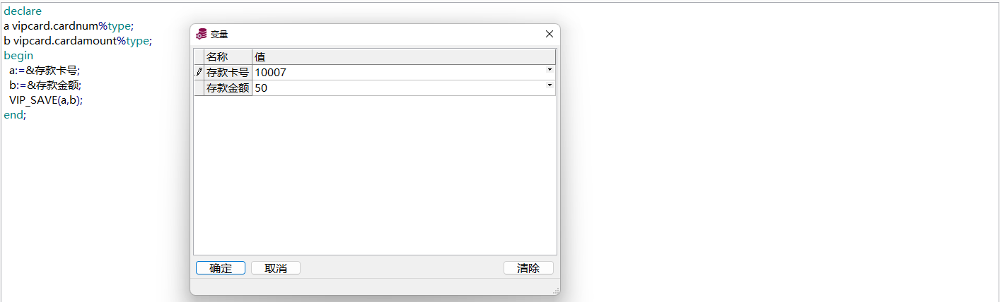 declare
a vipcard.cardnum%type;
b vipcard.cardamount%type;
begin
a:=&存款卡号;
b:=&存款金额;
VIP_SAVE(a,b);
end;
变量
名称 值
存款卡号 10007
存款金额 50
确定 取消 清除